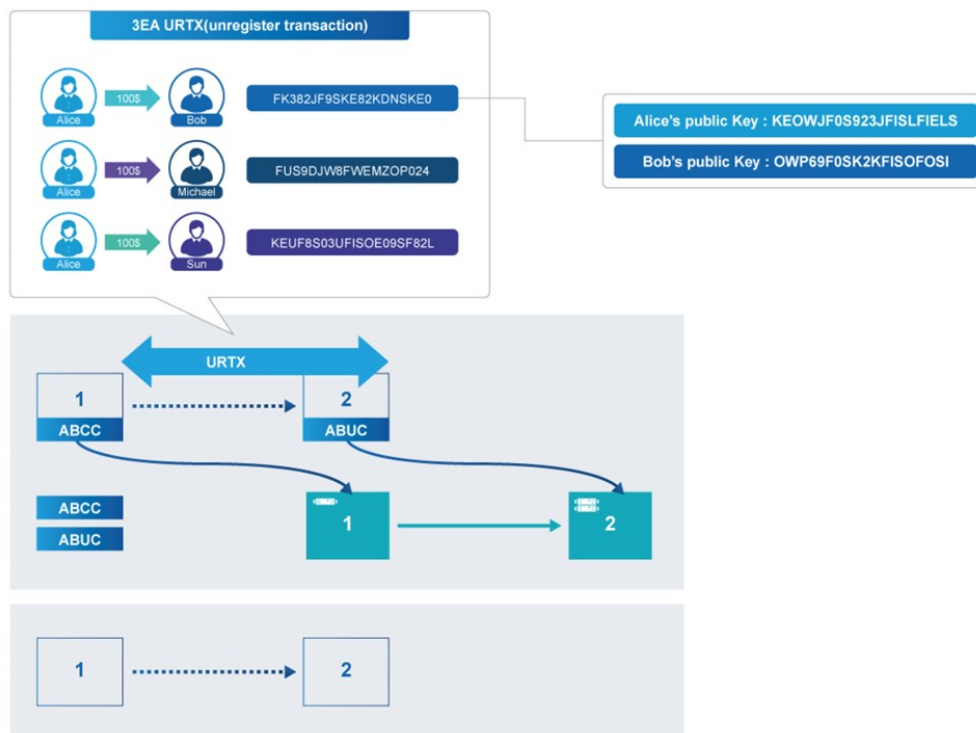 3EA URTX(unregister transaction)
100$
Alice
Bob
FK382JF9SKE82KDNSKE0
100$
Alice
Michael
FUS9DJW8FWEMZOP024
100$
Alice
Sun
KEUF8S03UFISOE09SF82L
Alice's public Key : KEOWJF0S923JFISLFIELS
Bob's public Key : OWP69F0SK2KFISOFOSI
URTX
1
ABCC
2
ABUC
ABCC
ABUC
1
2
1
2